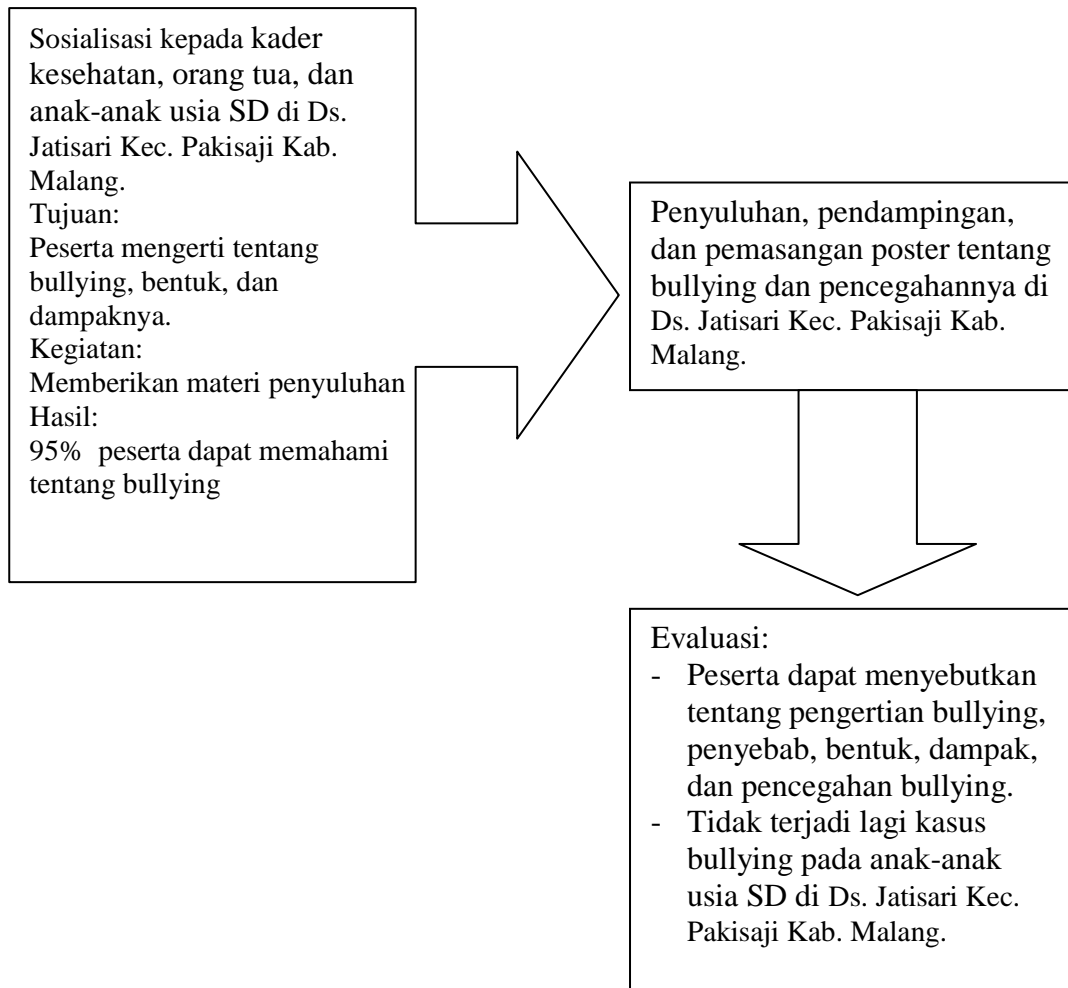 Sosialisasi kepada kader
kesehatan, orang tua, dan
anak-anak usia SD di Ds.
Jatisari Kec. Pakisaji Kab.
Malang.
Tujuan:
Peserta mengerti tentang
bullying, bentuk, dan
dampaknya.
Kegiatan:
Memberikan materi penyuluhan
Hasil:
95% peserta dapat memahami
tentang bullying
Penyuluhan, pendampingan,
dan pemasangan poster tentang
bullying dan pencegahannya di
Ds. Jatisari Kec. Pakisaji Kab.
Malang.
Evaluasi:
- Peserta dapat menyebutkan
tentang pengertian bullying,
penyebab, bentuk, dampak,
dan pencegahan bullying.
- Tidak terjadi lagi kasus
bullying pada anak-anak
usia SD di Ds. Jatisari Kec.
Pakisaji Kab. Malang.